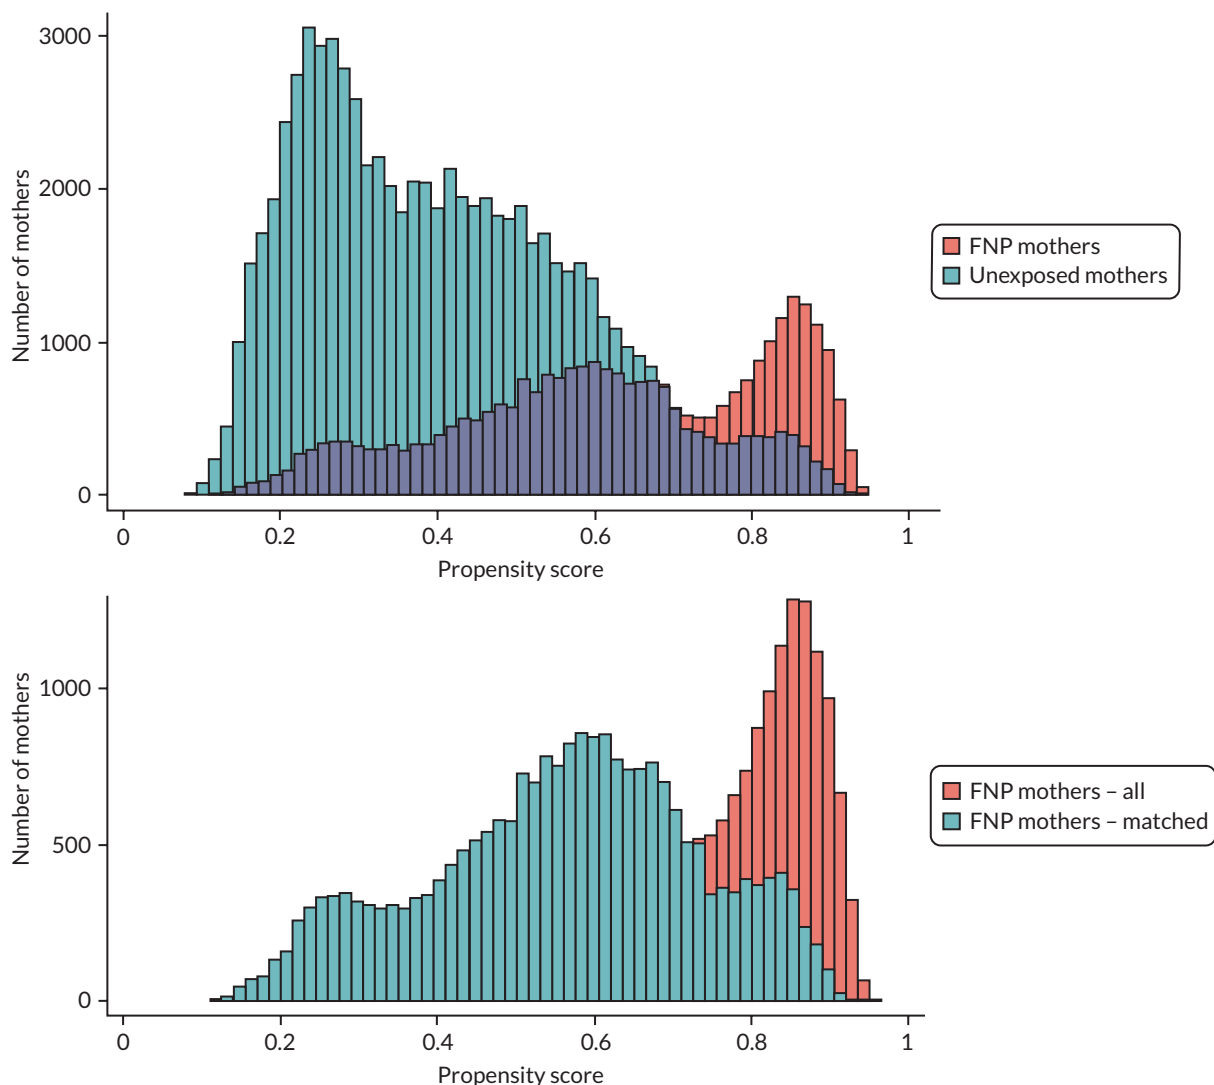 3000
2000
1000
0
Number of mothers
0
0.2
0.4
0.6
0.8
1
Propensity score
FNP mothers
Unexposed mothers
1000
500
0
Number of mothers
0
0.2
0.4
0.6
0.8
1
Propensity score
FNP mothers – all
FNP mothers – matched